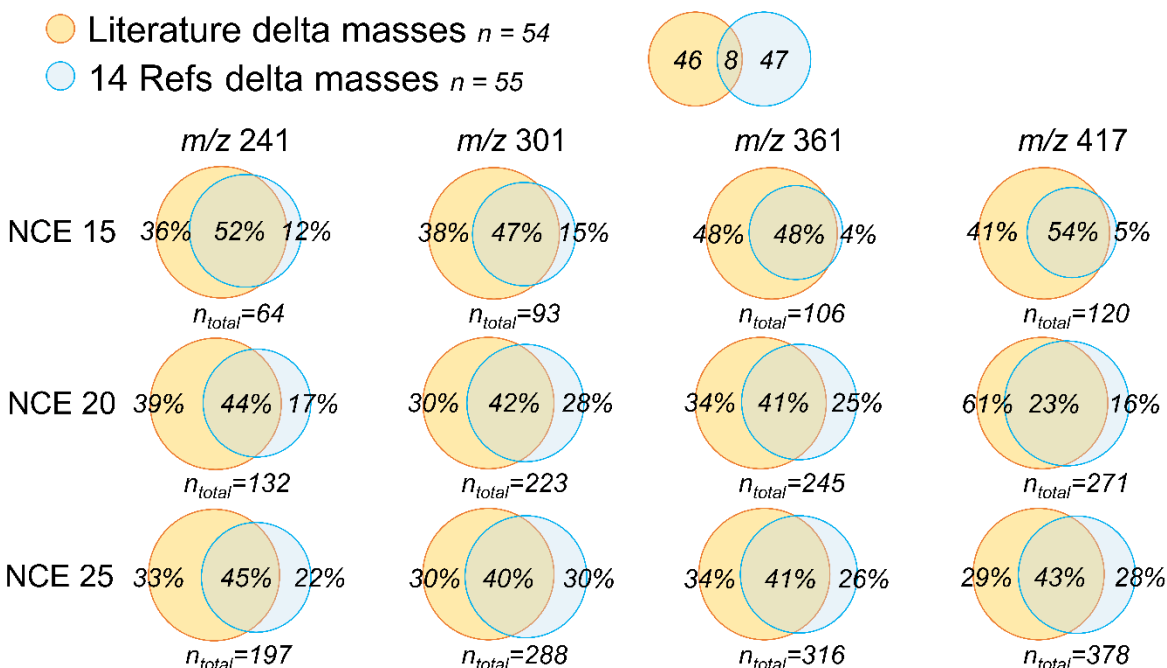 Literature delta masses n = 54
14 Refs delta masses n = 55
46 8 47
m/z 241 m/z 301 m/z 361 m/z 417
NCE 15 36% 52% 12% 38% 47% 15% 48% 48% 4% 41% 54% 5%
ntotal=64 ntotal=93 ntotal=106 ntotal=120
NCE 20 39% 44% 17% 30% 42% 28% 34% 41% 25% 61% 23% 16%
ntotal=132 ntotal=223 ntotal=245 ntotal=271
NCE 25 33% 45% 22% 30% 40% 30% 34% 41% 26% 29% 43% 28%
ntotal=197 ntotal=288 ntotal=316 ntotal=378